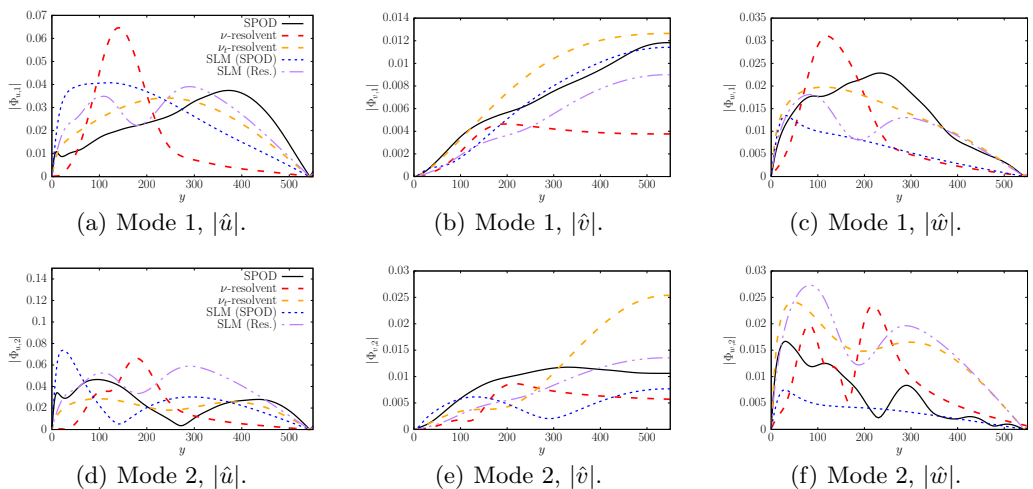 0.07
0.06
0.05
0.04
0.03
0.02
0.01
0
|Φ_{u,1}|
SPOD
ν-resolvent
ν_t-resolvent
SLM (SPOD)
SLM (Res.)
0 100 200 300 400 500
y
(a) Mode 1, |û|.
0.014
0.012
0.01
0.008
0.006
0.004
0.002
0
|Φ_{v,1}|
0 100 200 300 400 500
y
(b) Mode 1, |v̂|.
0.035
0.03
0.025
0.02
0.015
0.01
0.005
0
|Φ_{w,1}|
0 100 200 300 400 500
y
(c) Mode 1, |ŵ|.
0.14
0.12
0.1
0.08
0.06
0.04
0.02
0
|Φ_{u,2}|
SPOD
ν-resolvent
ν_t-resolvent
SLM (SPOD)
SLM (Res.)
0 100 200 300 400 500
y
(d) Mode 2, |û|.
0.03
0.025
0.02
0.015
0.01
0.005
0
|Φ_{v,2}|
0 100 200 300 400 500
y
(e) Mode 2, |v̂|.
0.03
0.025
0.02
0.015
0.01
0.005
0
|Φ_{w,2}|
0 100 200 300 400 500
y
(f) Mode 2, |ŵ|.